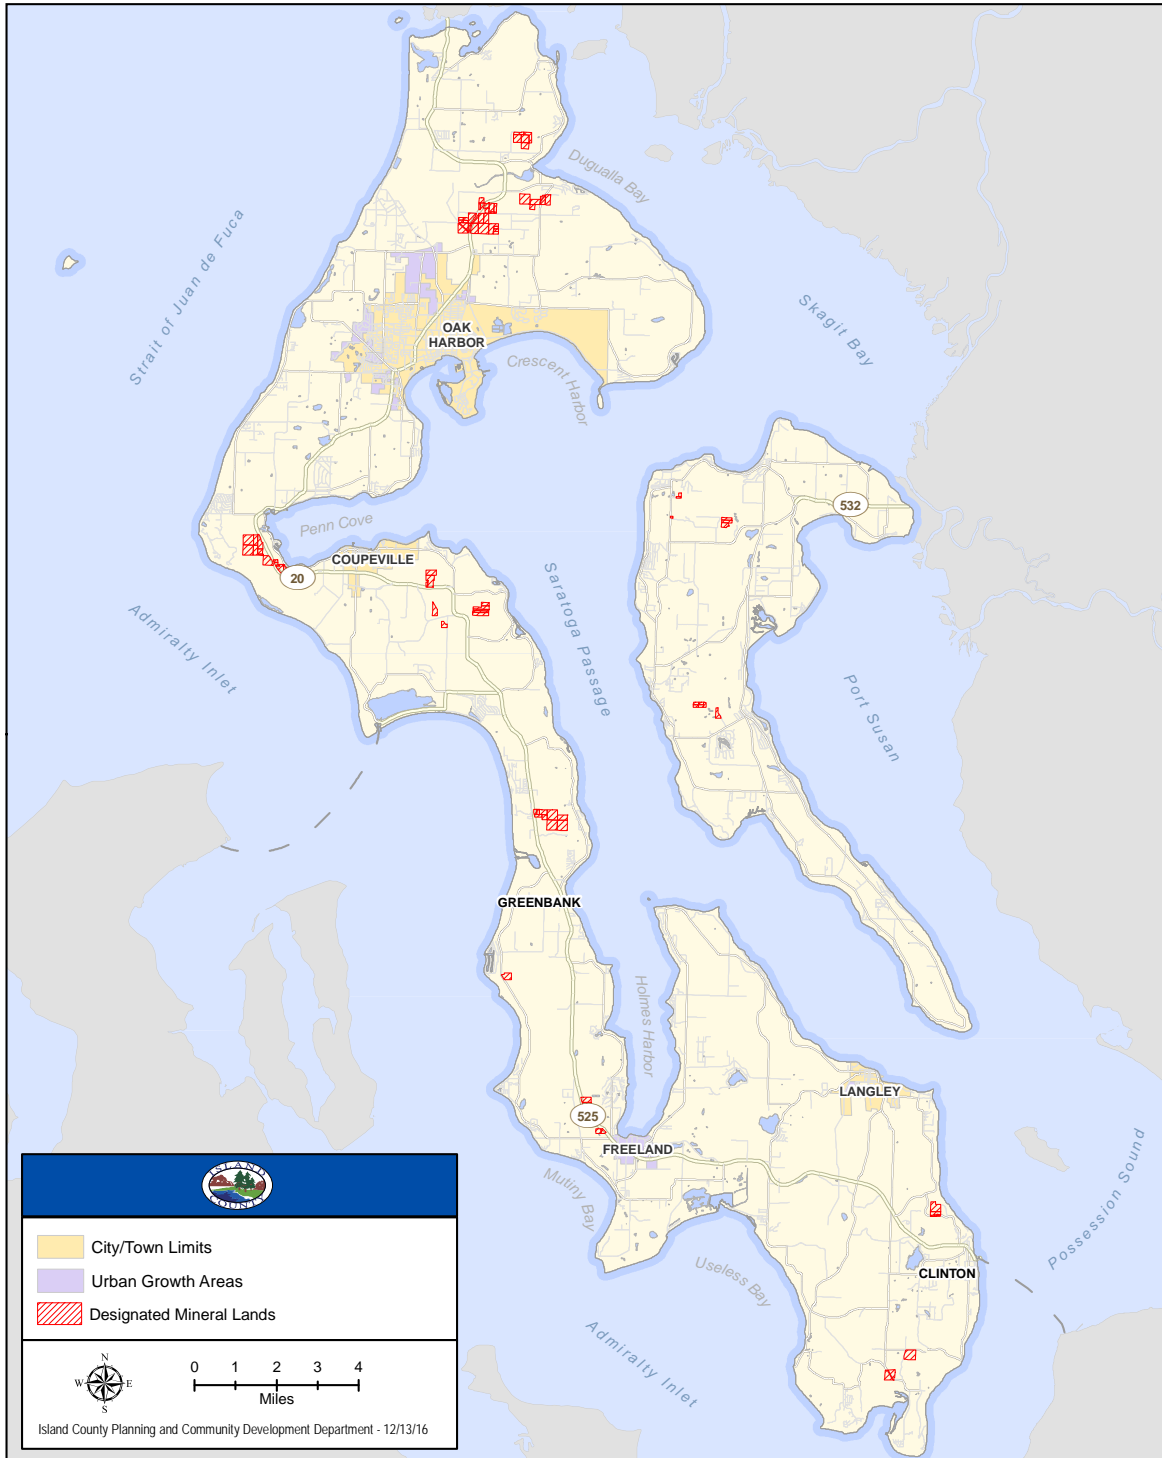 Dugualla Bay
Strait of Juan de Fuca
Skagit Bay
OAK
HARBOR
Crescent Harbor
532
Penn Cove
COUPEVILLE
20
Saratoga Passage
Admiralty Inlet
Port Susan
GREENBANK
Holmes Harbor
LANGLEY
525
FREELAND
Mutiny Bay
Possession Sound
Useless Bay
CLINTON
Admiralty Inlet
ISLAND
COUNTY
City/Town Limits
Urban Growth Areas
Designated Mineral Lands
N
W E
S
0 1 2 3 4
Miles
Island County Planning and Community Development Department - 12/13/16